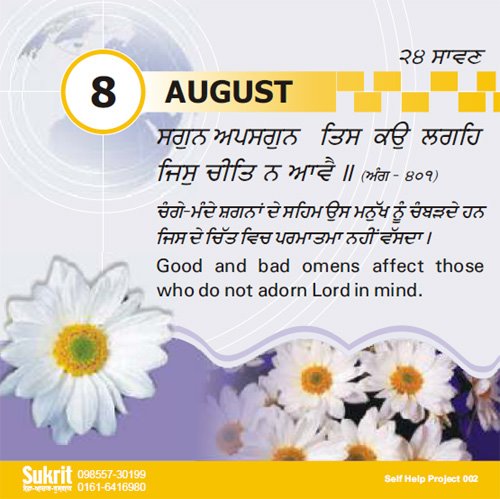 ੨੪ ਸਾਵਣ
8 AUGUST
ਸਗੁਨ ਅਪਸਗੁਨ ਤਿਸ ਕਉ ਲਗਹਿ
ਜਿਸੁ ਚੀਤਿ ਨ ਆਵੈ ॥ (ਅੰਗ - ੪੦੧)
ਚੰਗੇ-ਮੰਦੇ ਸ਼ਗਨਾਂ ਦੇ ਸਹਿਮ ਉਸ ਮਨੁੱਖ ਨੂੰ ਚੰਬੜਦੇ ਹਨ
ਜਿਸ ਦੇ ਚਿੱਤ ਵਿਚ ਪਰਮਾਤਮਾ ਨਹੀਂ ਵੱਸਦਾ।
Good and bad omens affect those
who do not adorn Lord in mind.
Sukrit 098557-30199
0161-6416980
Self Help Project 002